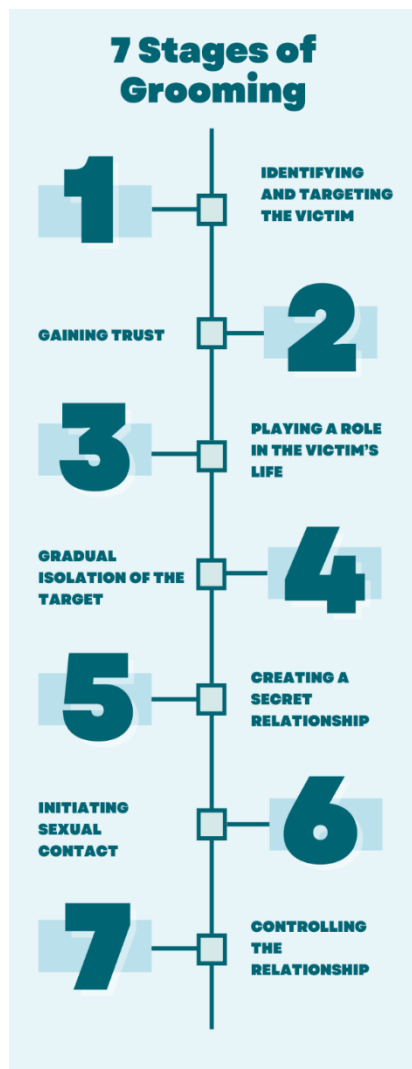 7 Stages of
Grooming
1
IDENTIFYING
AND TARGETING
THE VICTIM
2
GAINING TRUST
3
PLAYING A ROLE
IN THE VICTIM'S
LIFE
4
GRADUAL
ISOLATION OF THE
TARGET
5
CREATING A
SECRET
RELATIONSHIP
6
INITIATING
SEXUAL
CONTACT
7
CONTROLLING
THE
RELATIONSHIP